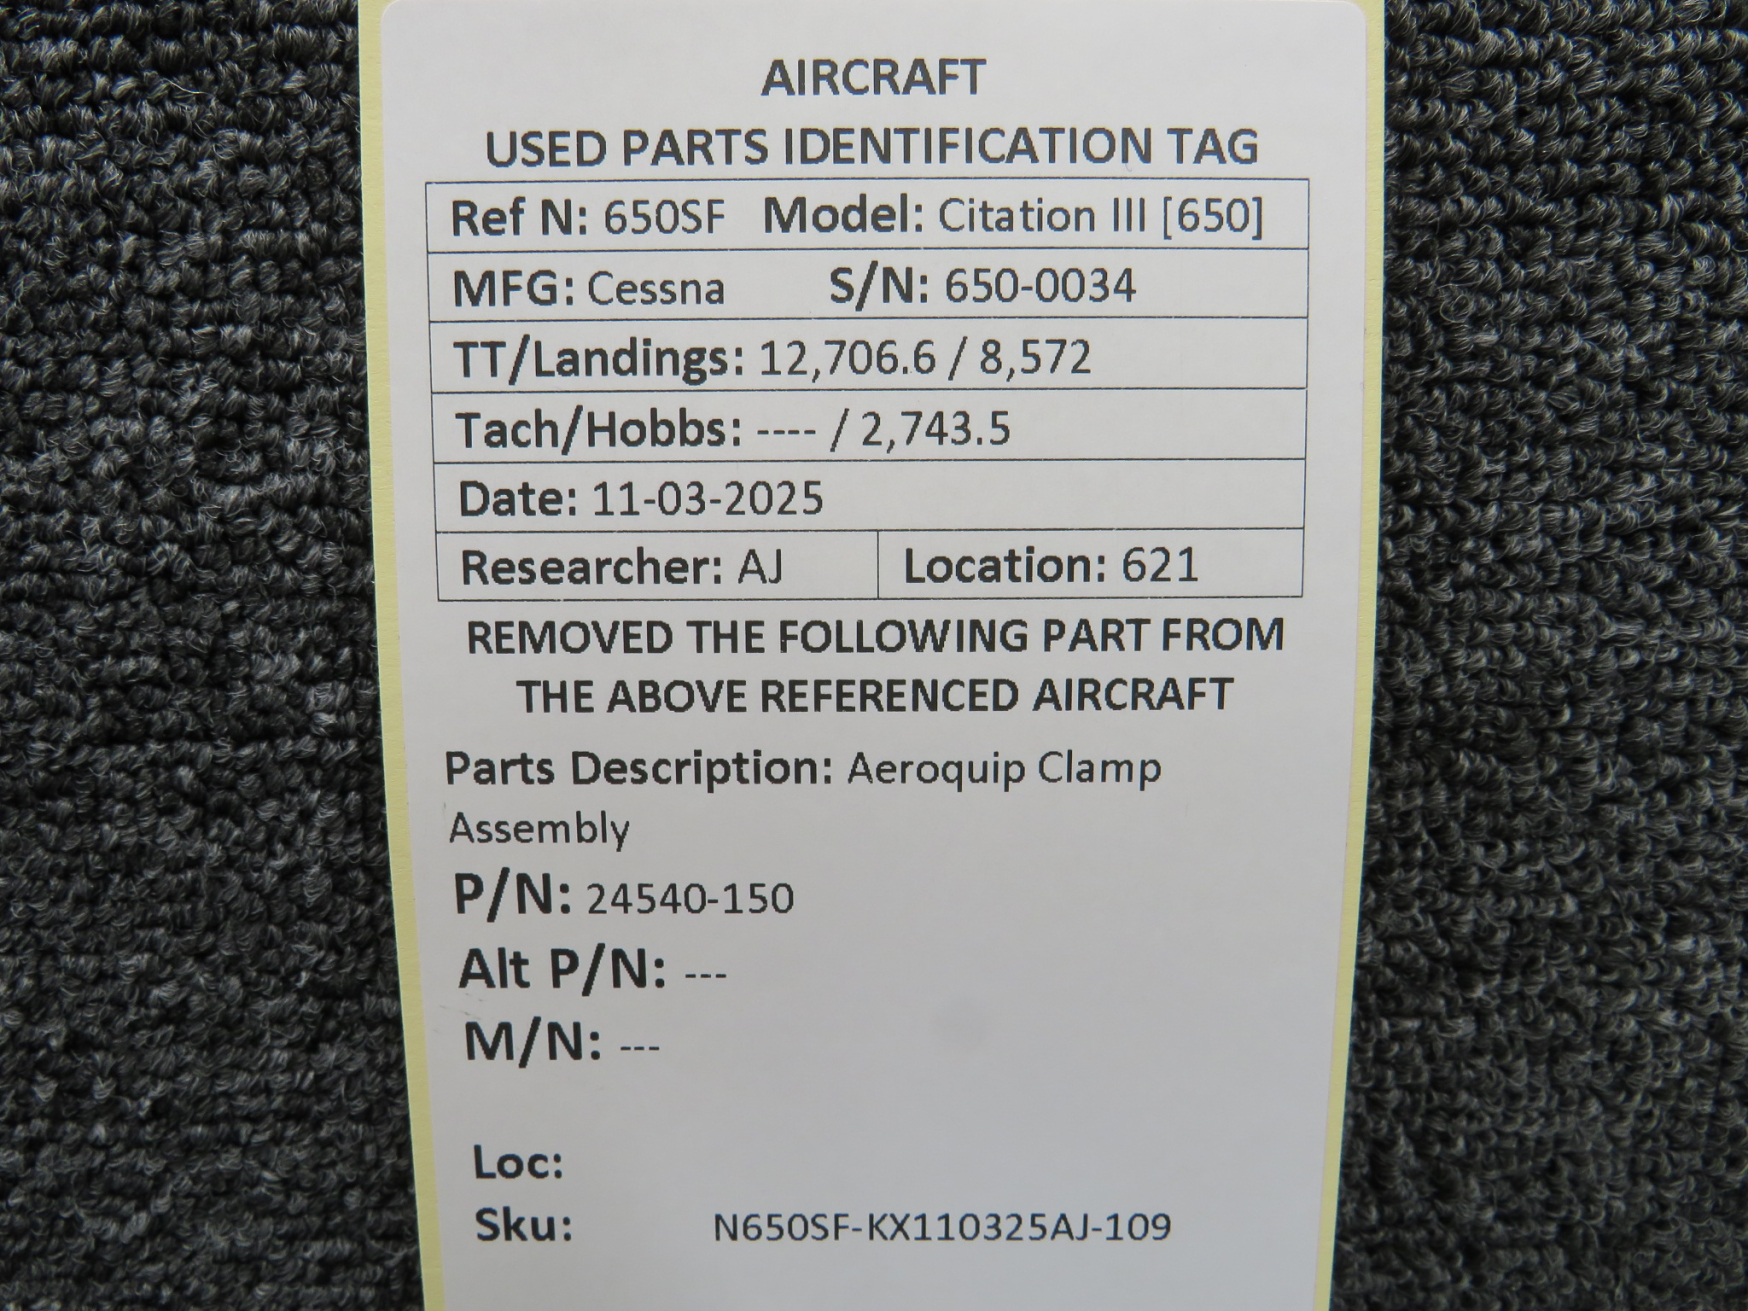 AIRCRAFT
USED PARTS IDENTIFICATION TAG
Ref N: 650SF Model: Citation III [650]
MFG: Cessna S/N: 650-0034
TT/Landings: 12,706.6 / 8,572
Tach/Hobbs: ---- / 2,743.5
Date: 11-03-2025
Researcher: AJ Location: 621
REMOVED THE FOLLOWING PART FROM
THE ABOVE REFERENCED AIRCRAFT
Parts Description: Aeroquip Clamp
Assembly
P/N: 24540-150
Alt P/N: ---
M/N: ---
Loc:
Sku: N650SF-KX110325AJ-109